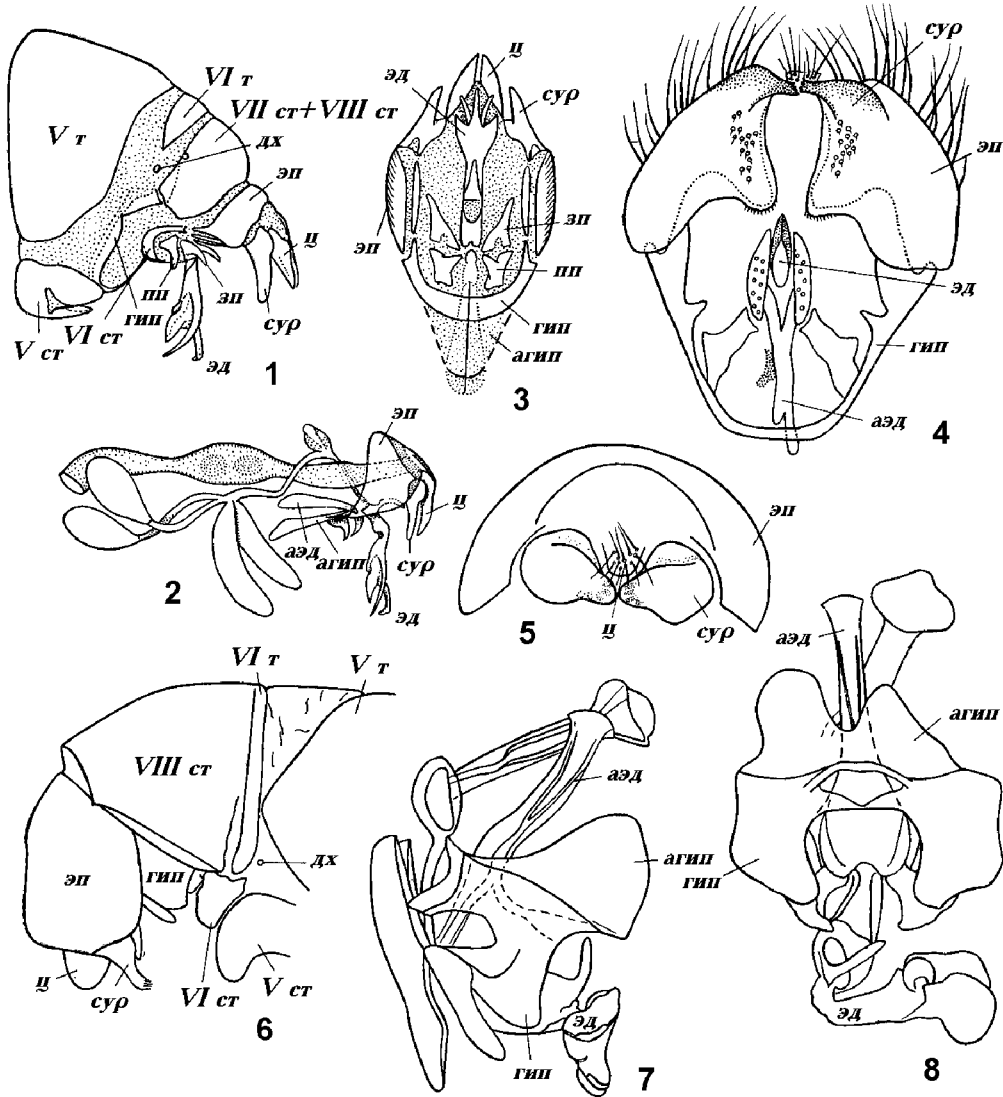 V т
VI т
VII ст+VIII ст
дх
эп
ц
пп
зп
сур
гип
VI ст
V ст
эд
1
ц
эд
сур
эп
зп
пп
гип
агип
3
сур
эп
эд
гип
аэд
4
эп
ц
аэд
агип
сур
эд
2
эп
ц
сур
5
VI т
V т
VIII ст
дх
эп
гип
ц
сур
VI ст
V ст
6
аэд
агип
эд
гип
7
аэд
агип
гип
эд
8